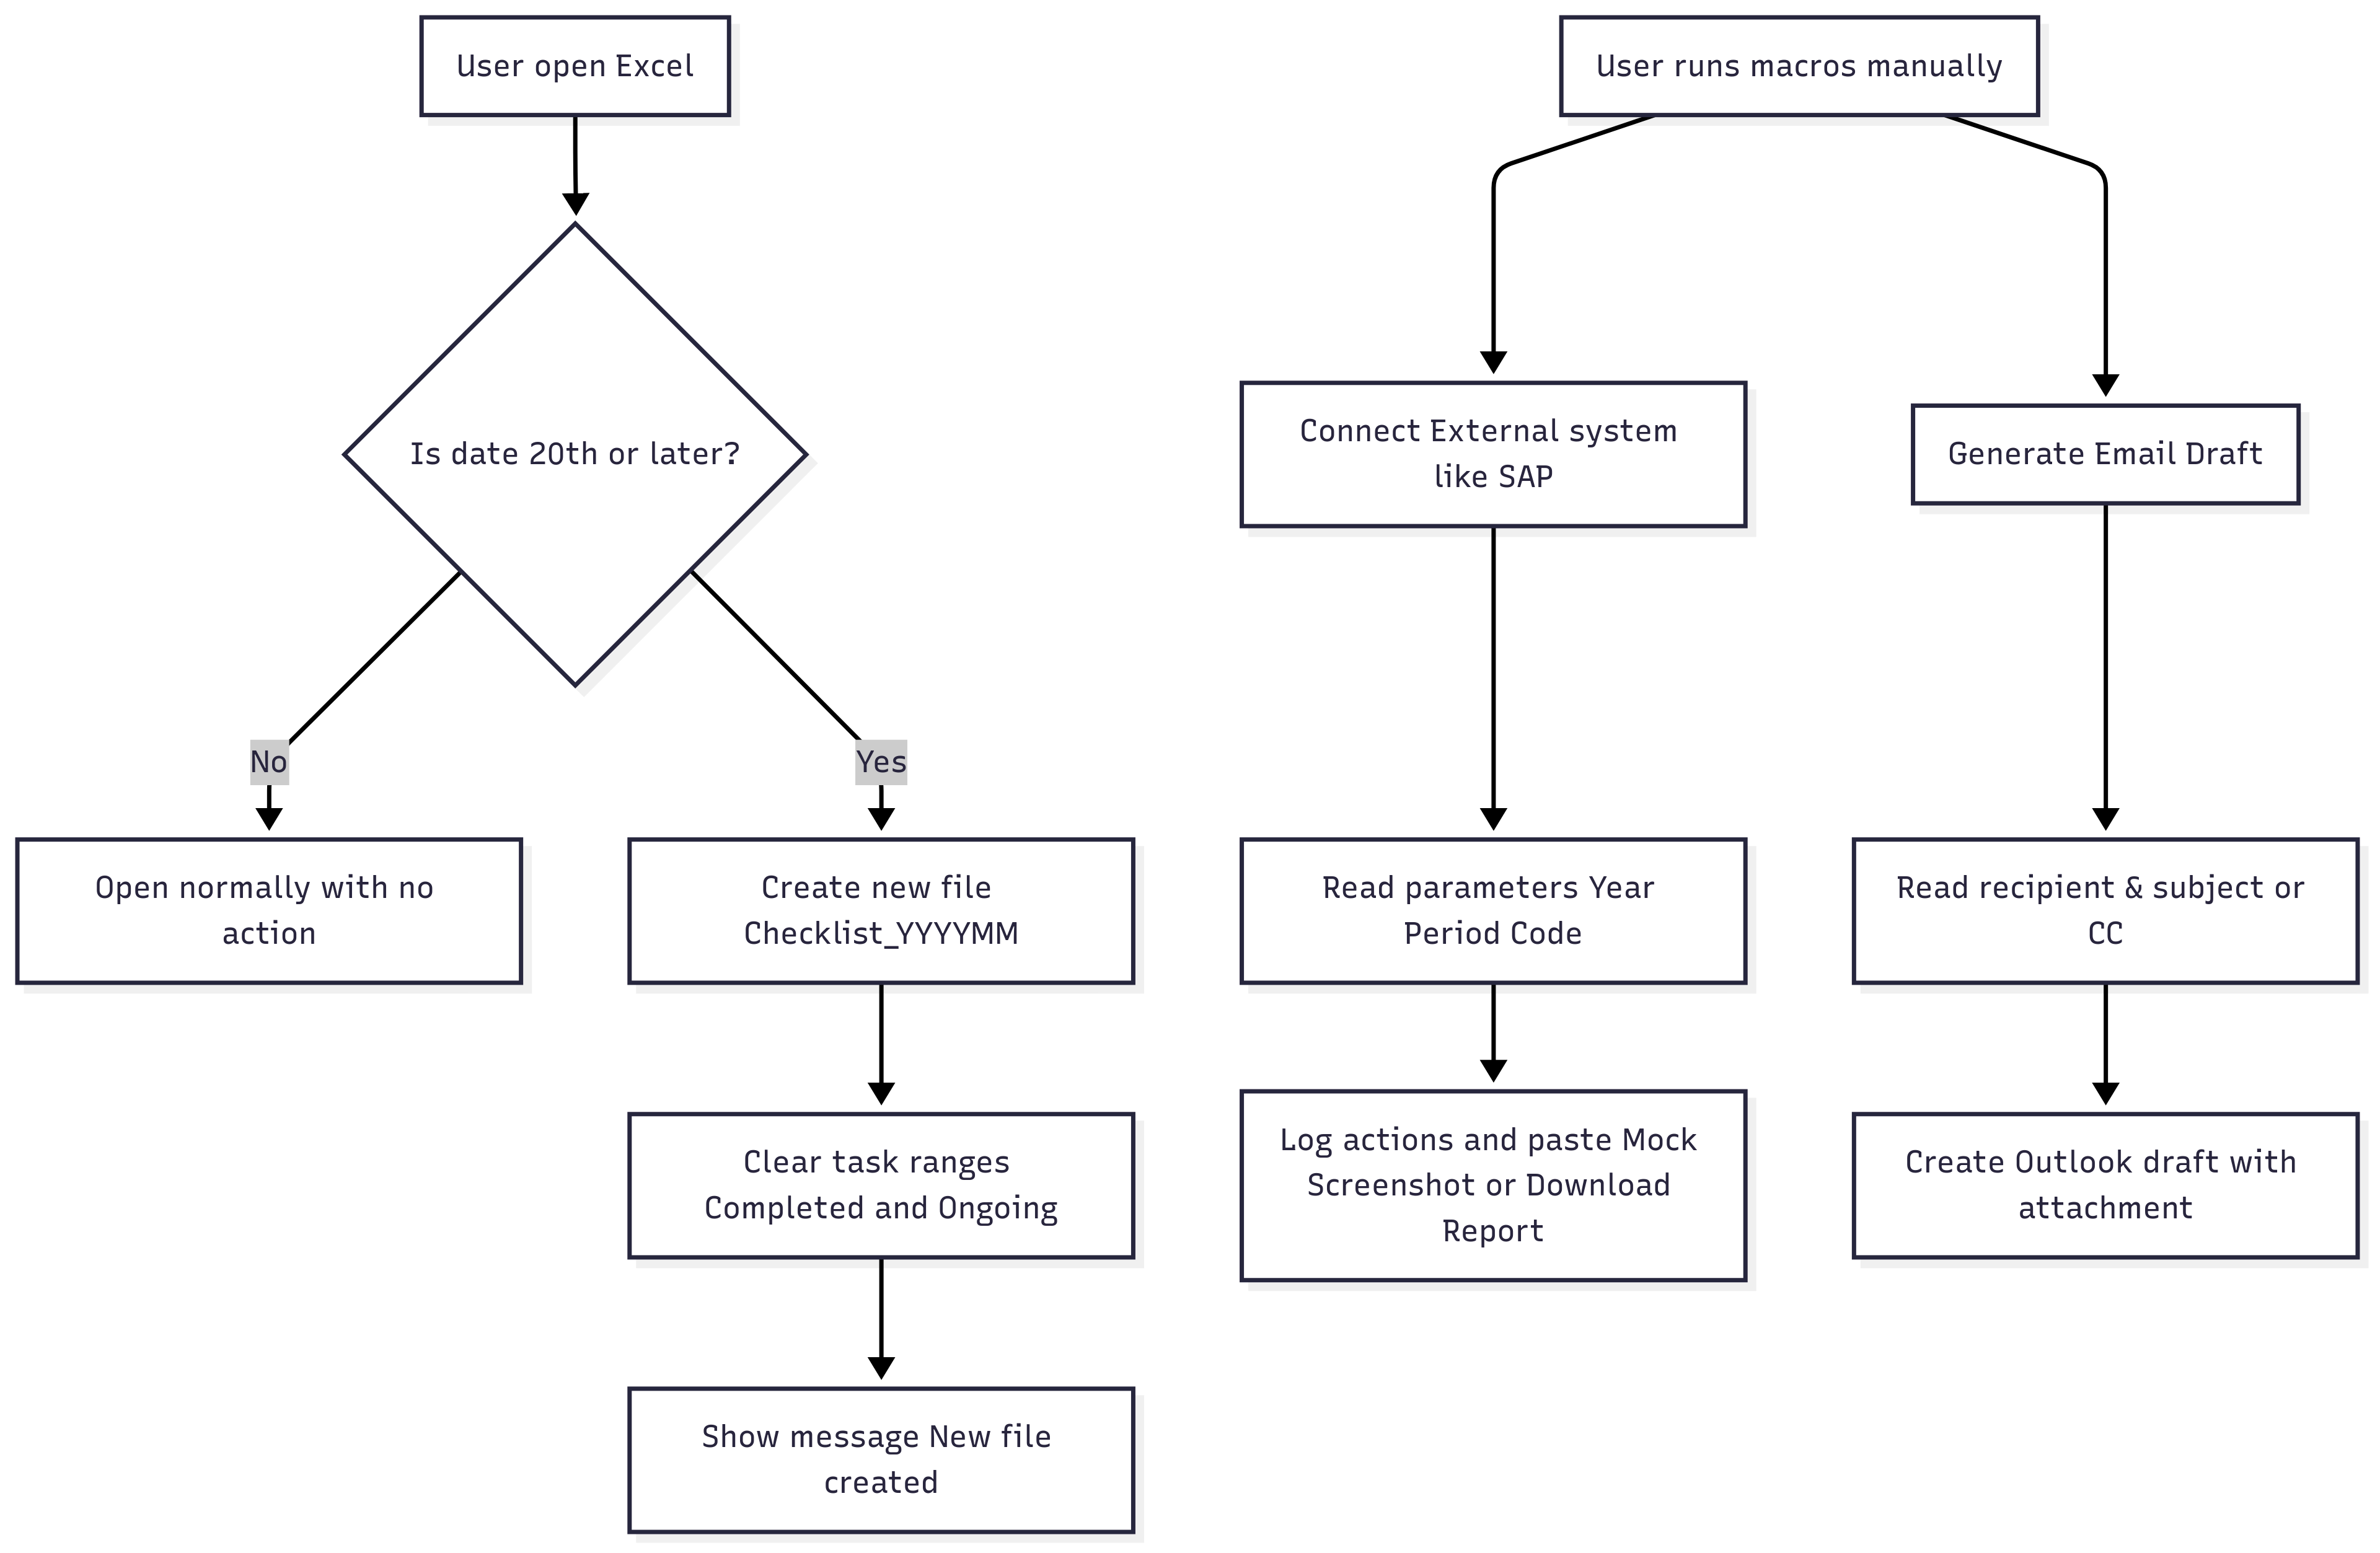 User open Excel
User runs macros manually
Is date 20th or later?
Connect External system
like SAP
Generate Email Draft
No
Yes
Open normally with no
action
Create new file
Checklist_YYYYMM
Read parameters Year
Period Code
Read recipient & subject or
CC
Clear task ranges
Completed and Ongoing
Log actions and paste Mock
Screenshot or Download
Report
Create Outlook draft with
attachment
Show message New file
created